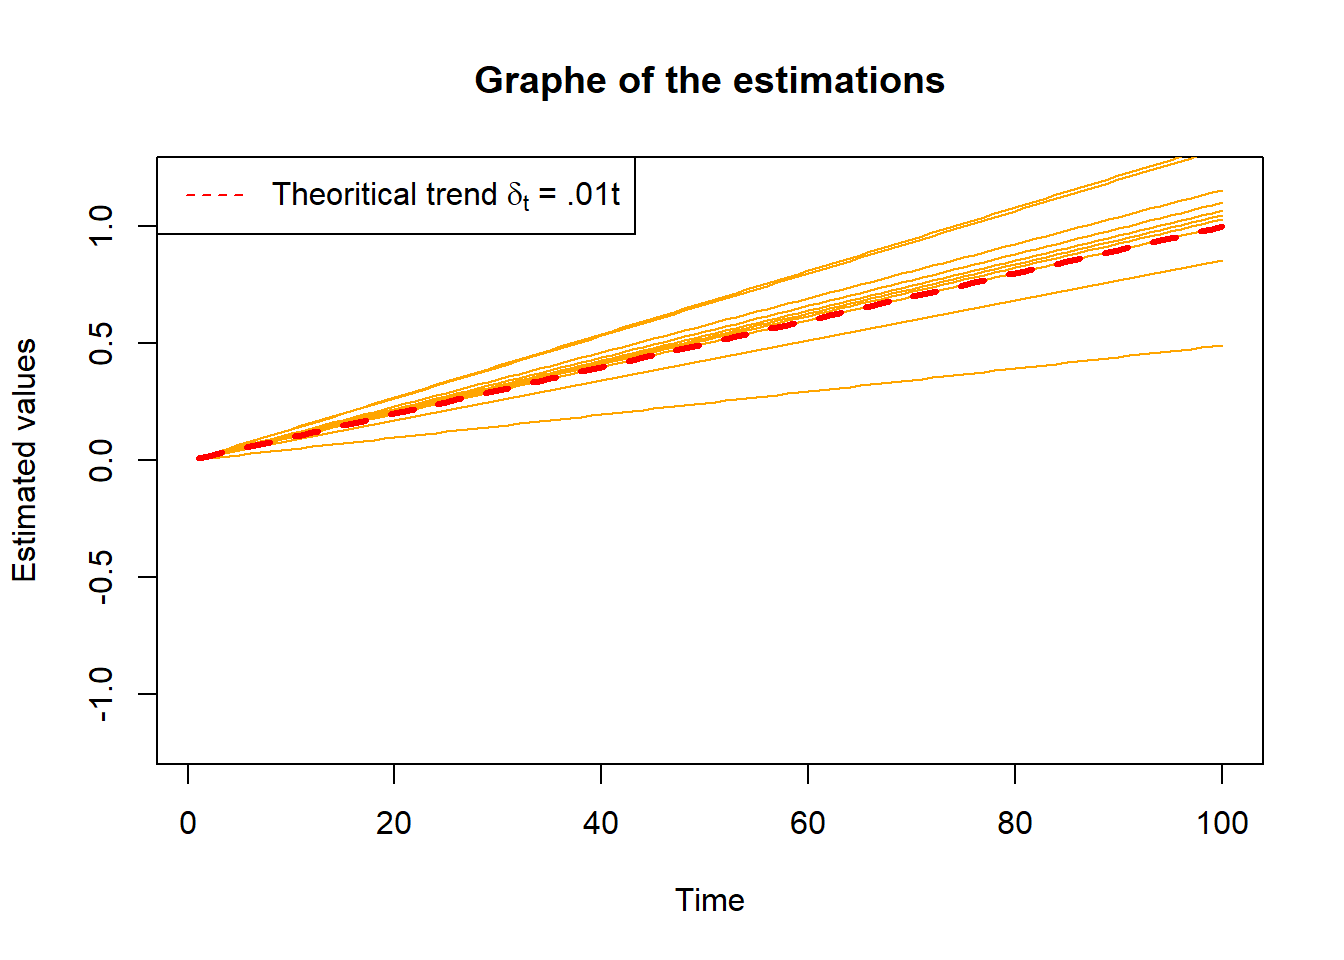 Graphe of the estimations
Theoritical trend δt = .01t
Estimated values
1.0
0.5
0.0
-0.5
-1.0
0 20 40 60 80 100
Time